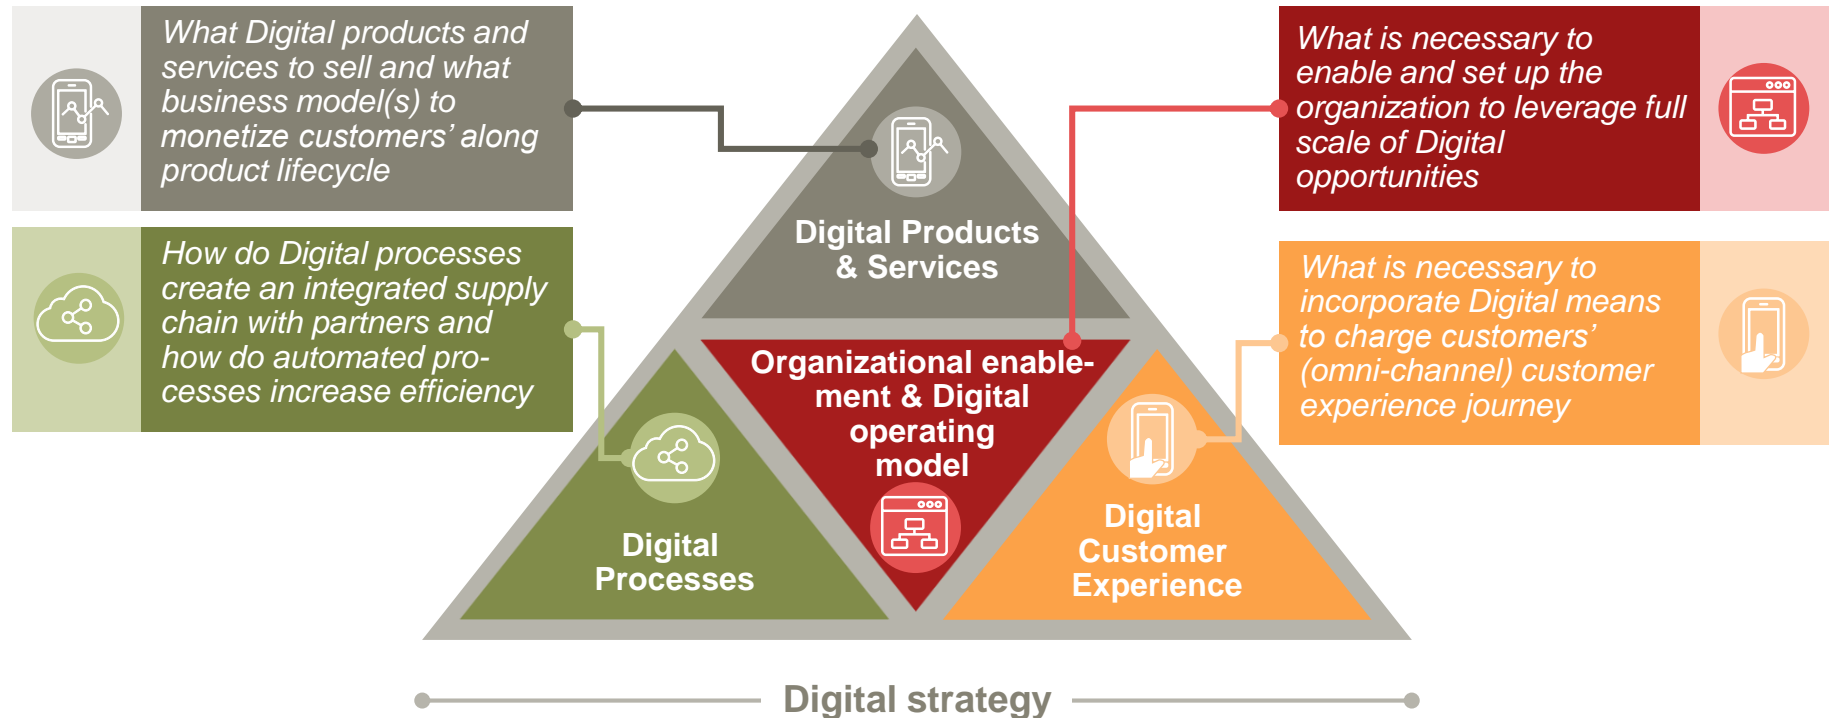 What Digital products and
services to sell and what
business model(s) to
monetize customers’ along
product lifecycle
How do Digital processes
create an integrated supply
chain with partners and
how do automated pro-
cesses increase efficiency
Digital Products
& Services
Organizational enable-
ment & Digital
operating
model
Digital
Processes
Digital
Customer
Experience
What is necessary to
enable and set up the
organization to leverage full
scale of Digital
opportunities
What is necessary to
incorporate Digital means
to charge customers’
(omni-channel) customer
experience journey
Digital strategy